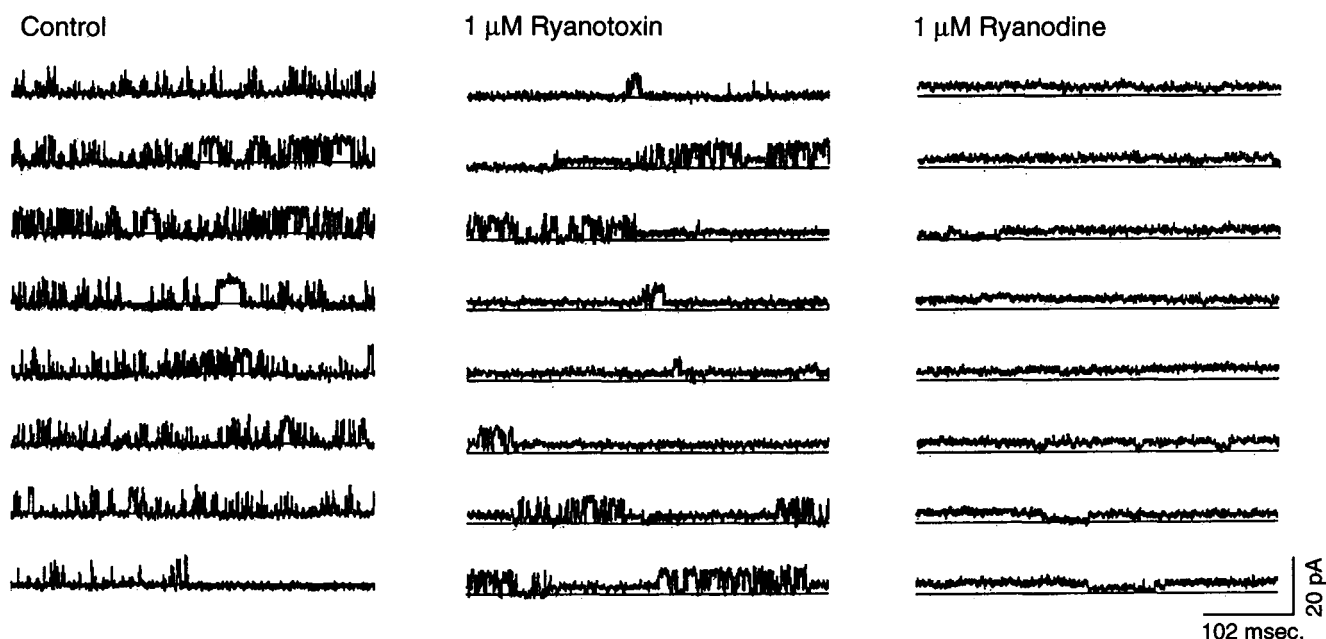 Control
1 μM Ryanotoxin
1 μM Ryanodine
20 pA
102 msec.